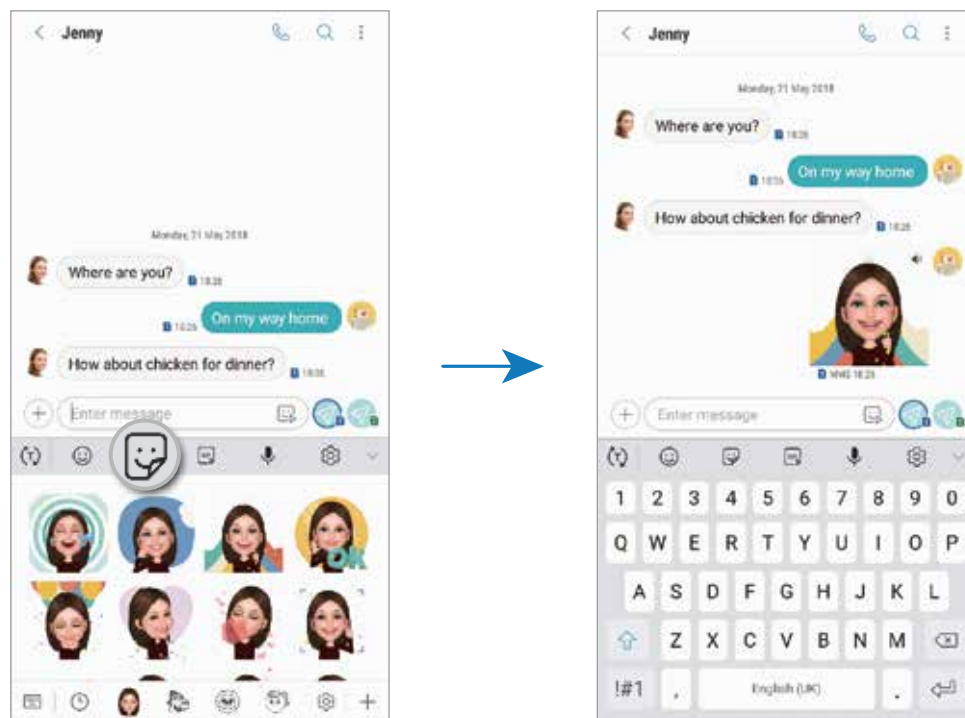 Jenny
Monday, 21 May 2018
Where are you?
18:26
On my way home
18:26
How about chicken for dinner?
18:26
Enter message
OK
Jenny
Monday, 21 May 2018
Where are you?
18:26
On my way home
18:26
How about chicken for dinner?
18:26
MMS 18:26
Enter message
1 2 3 4 5 6 7 8 9 0
Q W E R T Y U I O P
A S D F G H J K L
Z X C V B N M
!#1 , English (UK) .